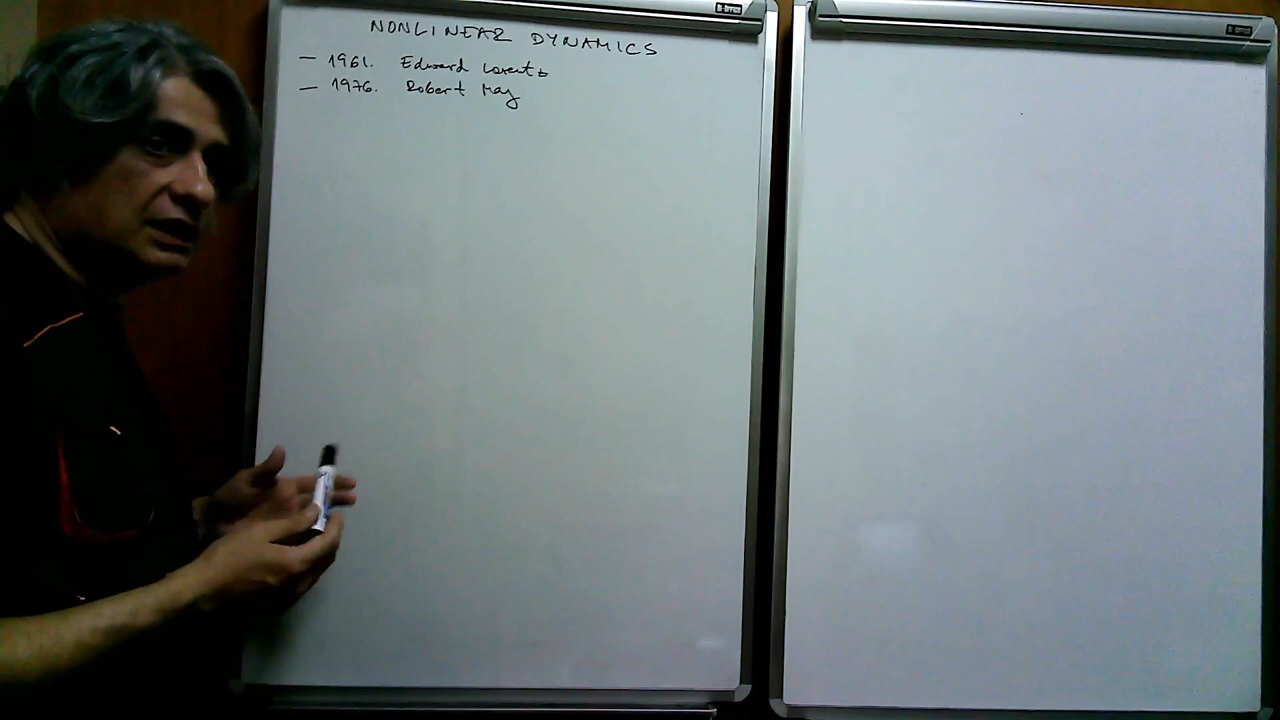 NONLINEAR DYNAMICS
– 1961. Edward Lorentz
– 1976. Robert May